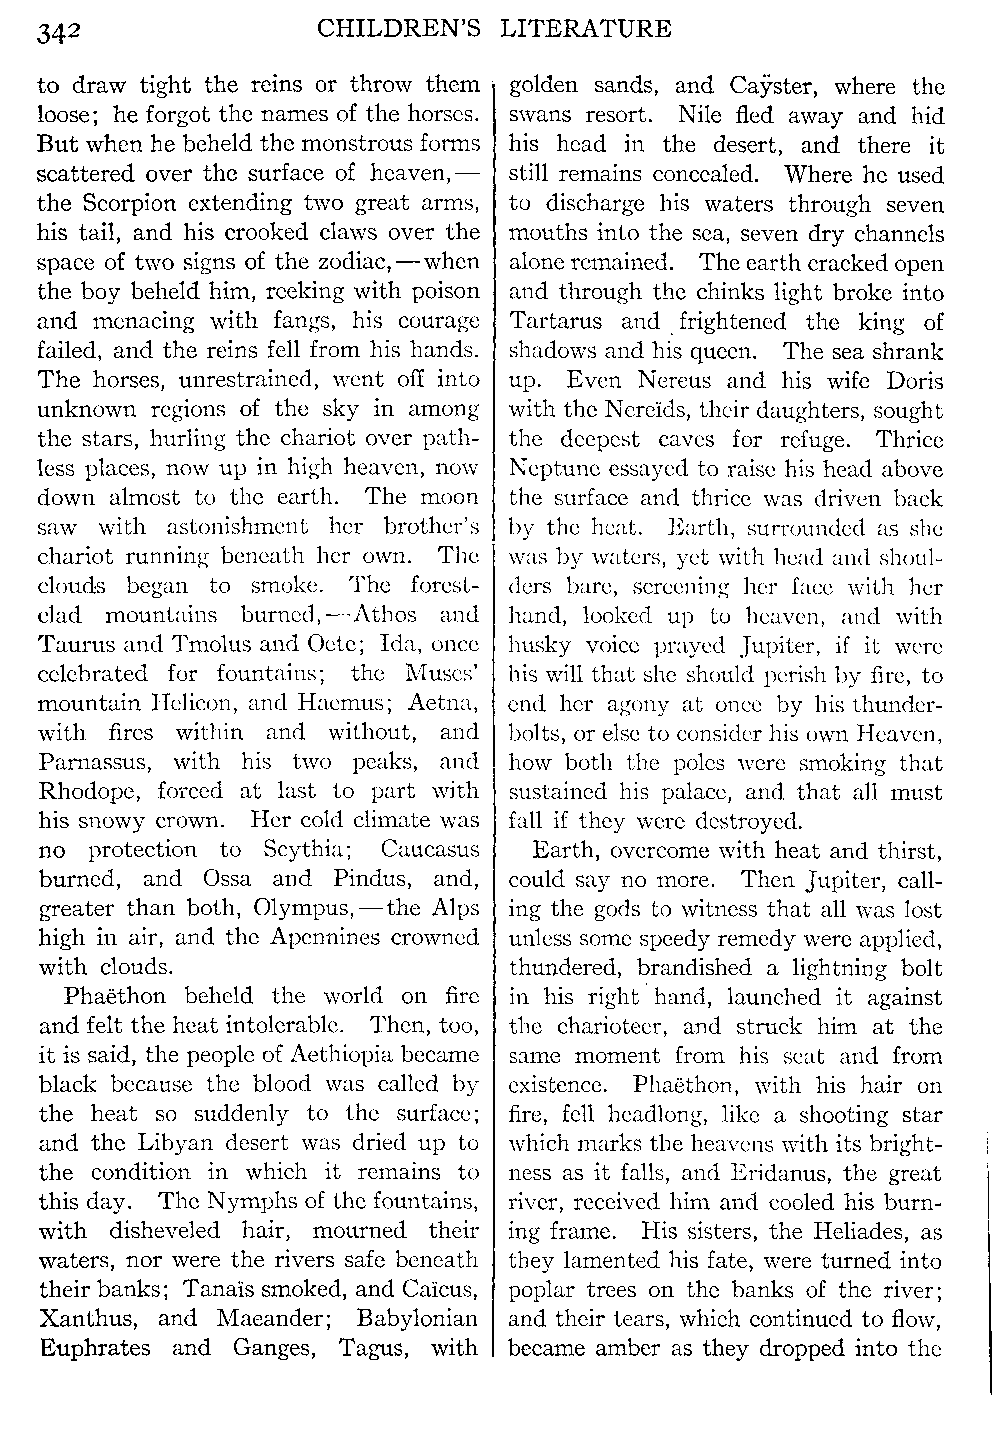 342
CHILDREN'S LITERATURE
to draw tight the reins or throw them
loose; he forgot the names of the horses.
But when he beheld the monstrous forms
scattered over the surface of heaven,—
the Scorpion extending two great arms,
his tail, and his crooked claws over the
space of two signs of the zodiac,—when
the boy beheld him, reeking with poison
and menacing with fangs, his courage
failed, and the reins fell from his hands.
The horses, unrestrained, went off into
unknown regions of the sky in among
the stars, hurling the chariot over path-
less places, now up in high heaven, now
down almost to the earth. The moon
saw with astonishment her brother's
chariot running beneath her own. The
clouds began to smoke. The forest-
clad mountains burned,—Athos and
Taurus and Tmolus and Oete; Ida, once
celebrated for fountains; the Muses'
mountain Helicon, and Haemus; Aetna,
with fires within and without, and
Parnassus, with his two peaks, and
Rhodope, forced at last to part with
his snowy crown. Her cold climate was
no protection to Scythia; Caucasus
burned, and Ossa and Pindus, and,
greater than both, Olympus,—the Alps
high in air, and the Apennines crowned
with clouds.
Phaëthon beheld the world on fire
and felt the heat intolerable. Then, too,
it is said, the people of Aethiopia became
black because the blood was called by
the heat so suddenly to the surface;
and the Libyan desert was dried up to
the condition in which it remains to
this day. The Nymphs of the fountains,
with disheveled hair, mourned their
waters, nor were the rivers safe beneath
their banks; Tanaïs smoked, and Caïcus,
Xanthus, and Maeander; Babylonian
Euphrates and Ganges, Tagus, with
golden sands, and Caÿster, where the
swans resort. Nile fled away and hid
his head in the desert, and there it
still remains concealed. Where he used
to discharge his waters through seven
mouths into the sea, seven dry channels
alone remained. The earth cracked open
and through the chinks light broke into
Tartarus and frightened the king of
shadows and his queen. The sea shrank
up. Even Nereus and his wife Doris
with the Nereïds, their daughters, sought
the deepest caves for refuge. Thrice
Neptune essayed to raise his head above
the surface and thrice was driven back
by the heat. Earth, surrounded as she
was by waters, yet with head and shoul-
ders bare, screening her face with her
hand, looked up to heaven, and with
husky voice prayed Jupiter, if it were
his will that she should perish by fire, to
end her agony at once by his thunder-
bolts, or else to consider his own Heaven,
how both the poles were smoking that
sustained his palace, and that all must
fall if they were destroyed.
Earth, overcome with heat and thirst,
could say no more. Then Jupiter, call-
ing the gods to witness that all was lost
unless some speedy remedy were applied,
thundered, brandished a lightning bolt
in his right hand, launched it against
the charioteer, and struck him at the
same moment from his seat and from
existence. Phaëthon, with his hair on
fire, fell headlong, like a shooting star
which marks the heavens with its bright-
ness as it falls, and Eridanus, the great
river, received him and cooled his burn-
ing frame. His sisters, the Heliades, as
they lamented his fate, were turned into
poplar trees on the banks of the river;
and their tears, which continued to flow,
became amber as they dropped into the